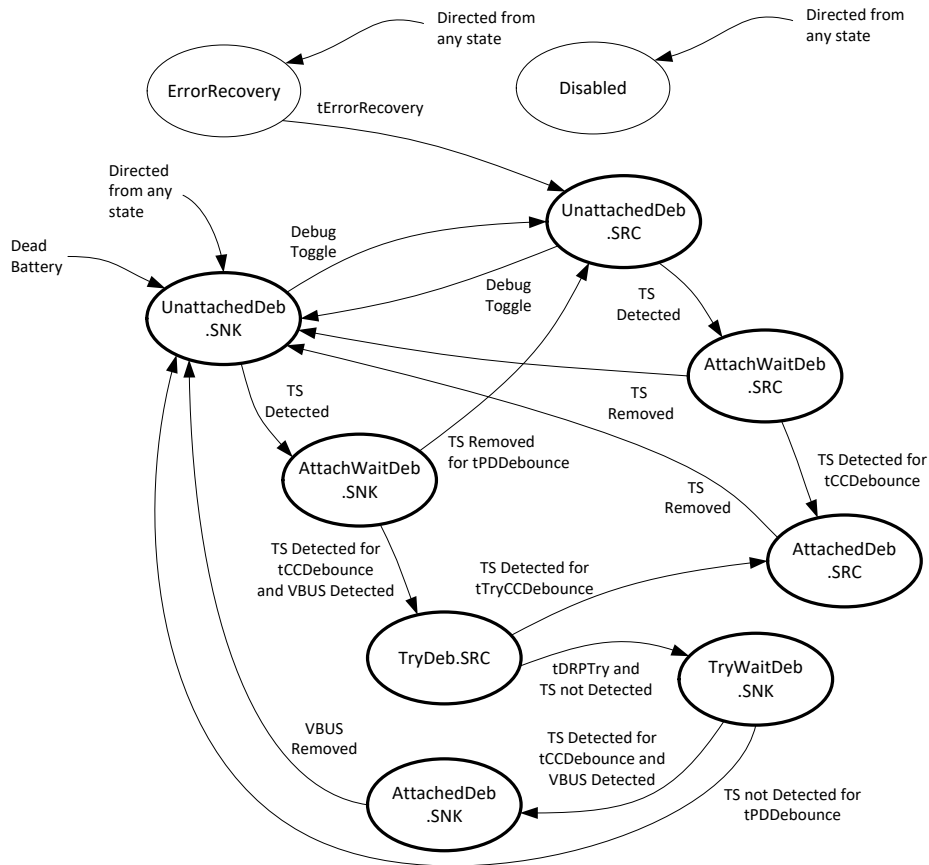 Directed from
any state
Directed from
any state
ErrorRecovery
Disabled
tErrorRecovery
Directed
from any
state
UnattachedDeb
.SRC
Dead
Battery
Debug
Toggle
UnattachedDeb
.SNK
Debug
Toggle
TS
Detected
AttachWaitDeb
.SRC
TS
Detected
TS
Removed
TS Removed
for tPDDebounce
AttachWaitDeb
.SNK
TS Detected for
tCCDebounce
TS
Removed
TS Detected for
tCCDebounce
and VBUS Detected
TS Detected for
tTryCCDebounce
AttachedDeb
.SRC
TryDeb.SRC
tDRPTry and
TS not Detected
TryWaitDeb
.SNK
VBUS
Removed
TS Detected for
tCCDebounce and
VBUS Detected
AttachedDeb
.SNK
TS not Detected for
tPDDebounce